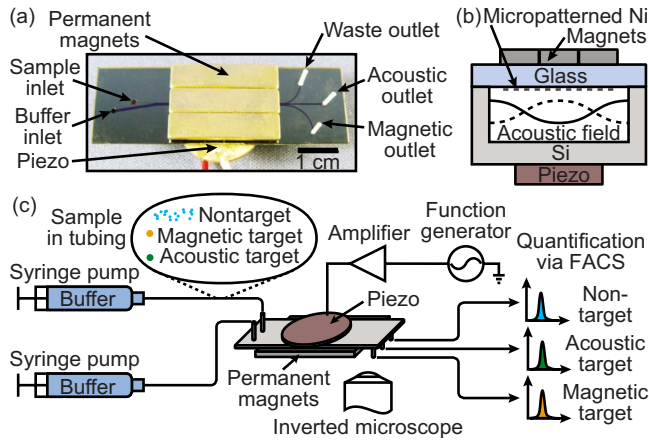 (a)
Permanent
magnets
Waste outlet
Sample
inlet
Acoustic
outlet
Buffer
inlet
Magnetic
outlet
Piezo
1 cm
(b)
Micropatterned Ni
Magnets
Glass
Acoustic field
Si
Piezo
(c)
Sample
in tubing
Nontarget
Magnetic target
Acoustic target
Amplifier
Function
generator
Quantification
via FACS
Syringe pump
Buffer
Piezo
Non-
target
Syringe pump
Buffer
Acoustic
target
Permanent
magnets
Magnetic
target
Inverted microscope